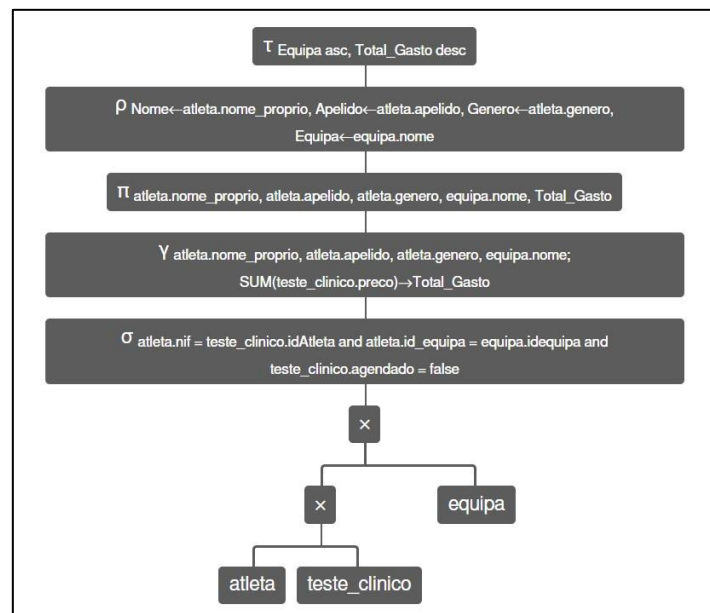 τ Equipa asc, Total_Gasto desc
ρ Nome←atleta.nome_proprio, Apelido←atleta.apelido, Genero←atleta.genero,
Equipa←equipa.nome
π atleta.nome_proprio, atleta.apelido, atleta.genero, equipa.nome, Total_Gasto
γ atleta.nome_proprio, atleta.apelido, atleta.genero, equipa.nome;
SUM(teste_clinico.preco)→Total_Gasto
σ atleta.nif = teste_clinico.idAtleta and atleta.id_equipa = equipa.idequipa and
teste_clinico.agendado = false
×
× equipa
atleta teste_clinico